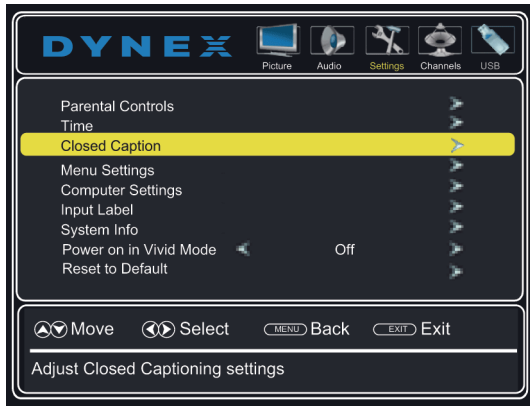 DYNEX
Picture Audio Settings Channels USB
Parental Controls
Time
Closed Caption
Menu Settings
Computer Settings
Input Label
System Info
Power on in Vivid Mode Off
Reset to Default
Move Select MENU Back EXIT Exit
Adjust Closed Captioning settings